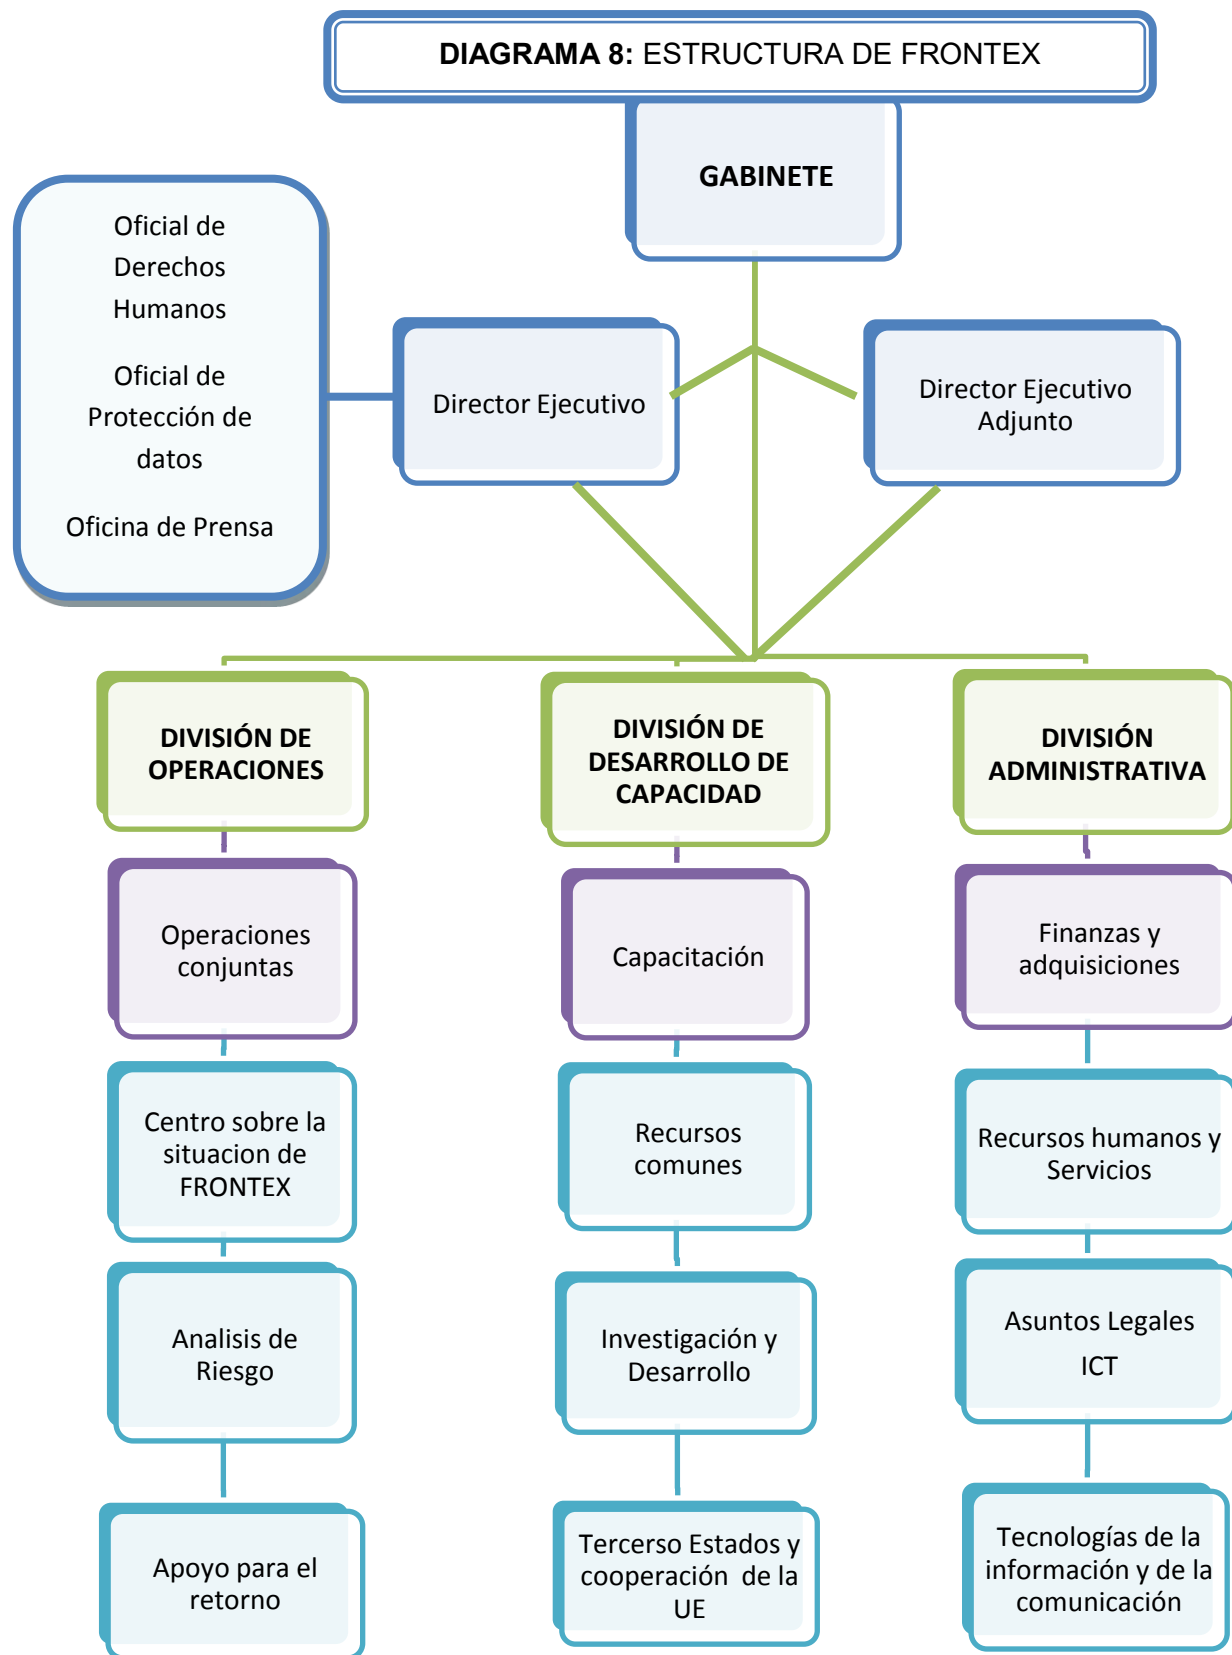 DIAGRAMA 8: ESTRUCTURA DE FRONTEX
GABINETE
Oficial de
Derechos
Humanos
Oficial de
Protección de
datos
Oficina de Prensa
Director Ejecutivo
Director Ejecutivo
Adjunto
DIVISIÓN DE
OPERACIONES
DIVISIÓN DE
DESARROLLO DE
CAPACIDAD
DIVISIÓN
ADMINISTRATIVA
Operaciones
conjuntas
Capacitación
Finanzas y
adquisiciones
Centro sobre la
situacion de
FRONTEX
Recursos
comunes
Recursos humanos y
Servicios
Analisis de
Riesgo
Investigación y
Desarrollo
Asuntos Legales
ICT
Apoyo para el
retorno
Tercerso Estados y
cooperación de la
UE
Tecnologías de la
información y de la
comunicación